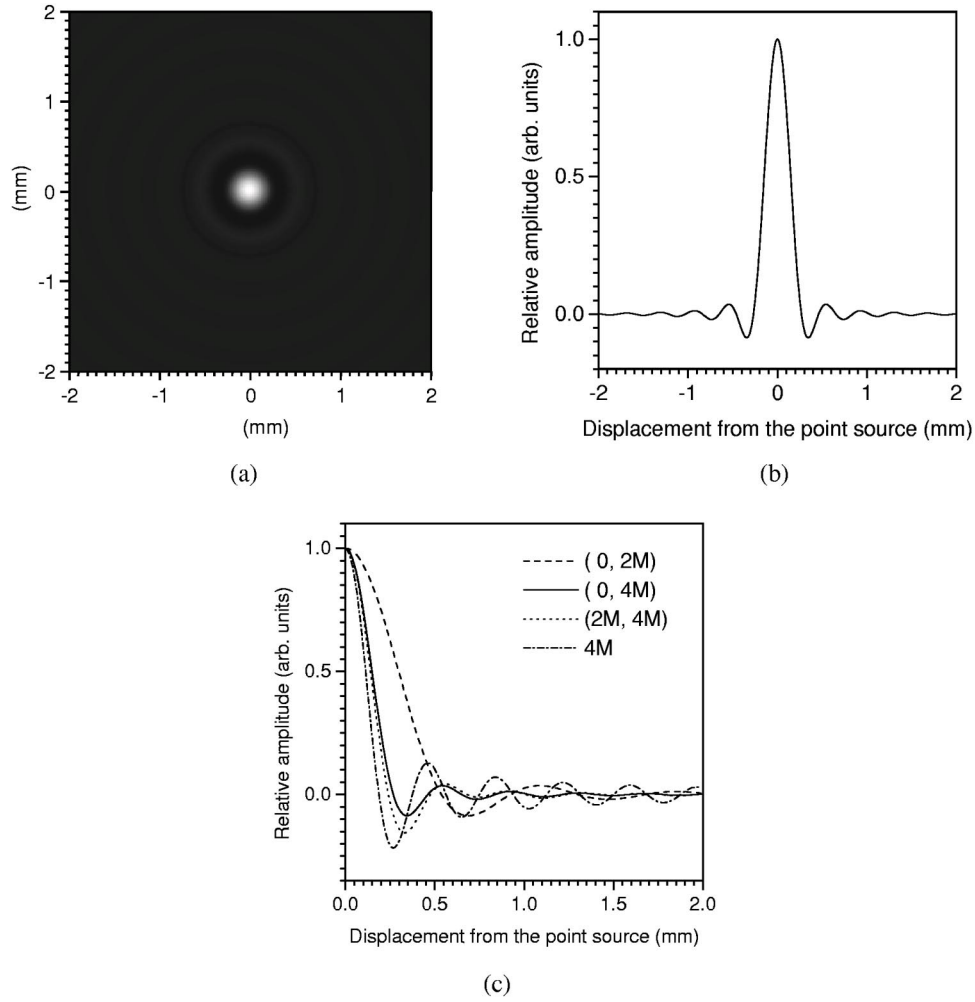 2
1
0
-1
-2
(mm)
-2 -1 0 1 2
(mm)
(a)
1.0
0.5
0.0
Relative amplitude (arb. units)
-2 -1 0 1 2
Displacement from the point source (mm)
(b)
1.0
0.5
0.0
Relative amplitude (arb. units)
( 0, 2M)
( 0, 4M)
(2M, 4M)
4M
0.0 0.5 1.0 1.5 2.0
Displacement from the point source (mm)
(c)